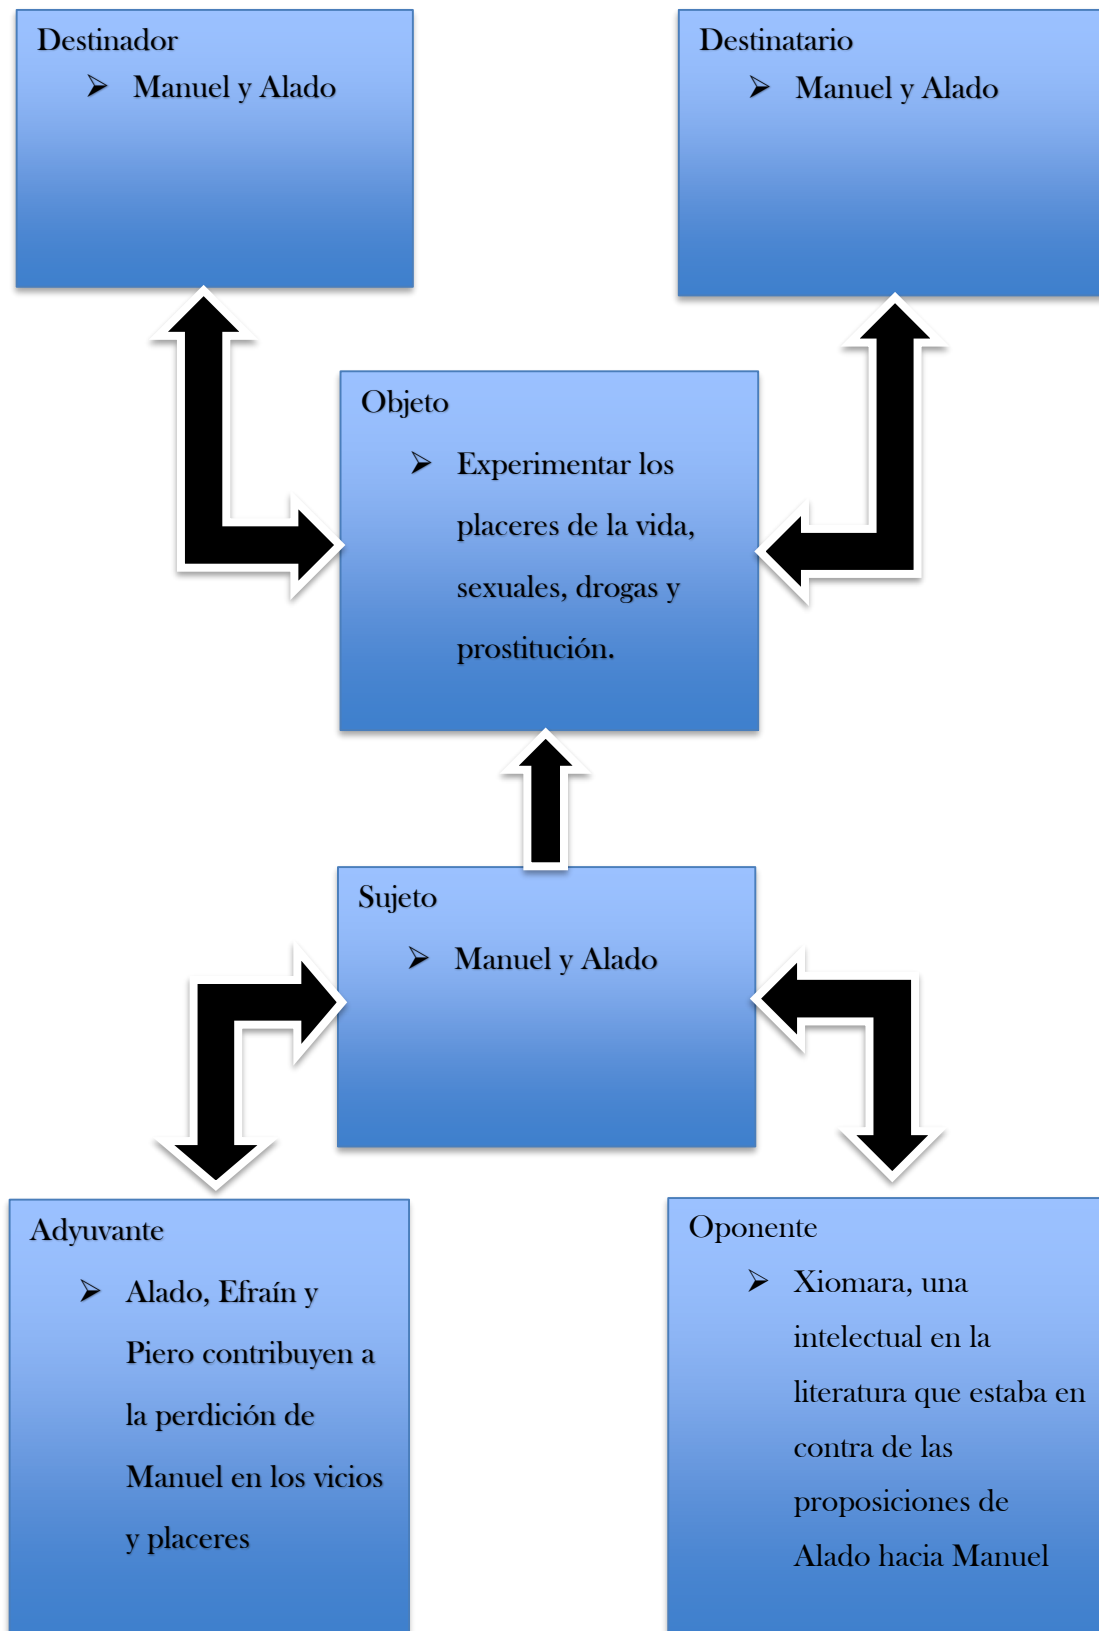 Destinador
➢ Manuel y Alado
Destinatario
➢ Manuel y Alado
Objeto
➢ Experimentar los
placeres de la vida,
sexuales, drogas y
prostitución.
Sujeto
➢ Manuel y Alado
Adyuvante
➢ Alado, Efraín y
Piero contribuyen a
la perdición de
Manuel en los vicios
y placeres
Oponente
➢ Xiomara, una
intelectual en la
literatura que estaba en
contra de las
proposiciones de
Alado hacia Manuel